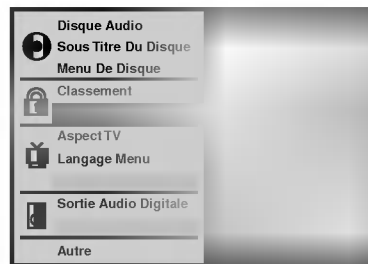 Disque Audio
Sous Titre Du Disque
Menu De Disque
Classement
Aspect TV
Langage Menu
Sortie Audio Digitale
Autre